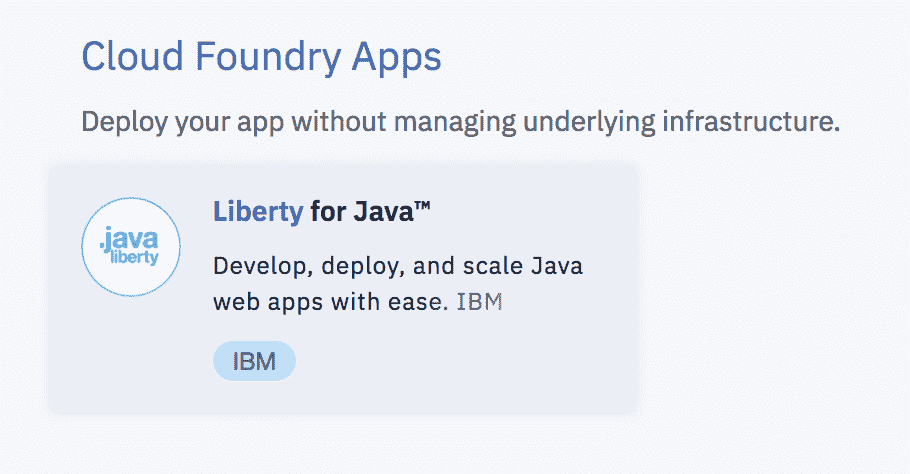 Cloud Foundry Apps
Deploy your app without managing underlying infrastructure.
.java
liberty
Liberty for Java™
Develop, deploy, and scale Java
web apps with ease. IBM
IBM